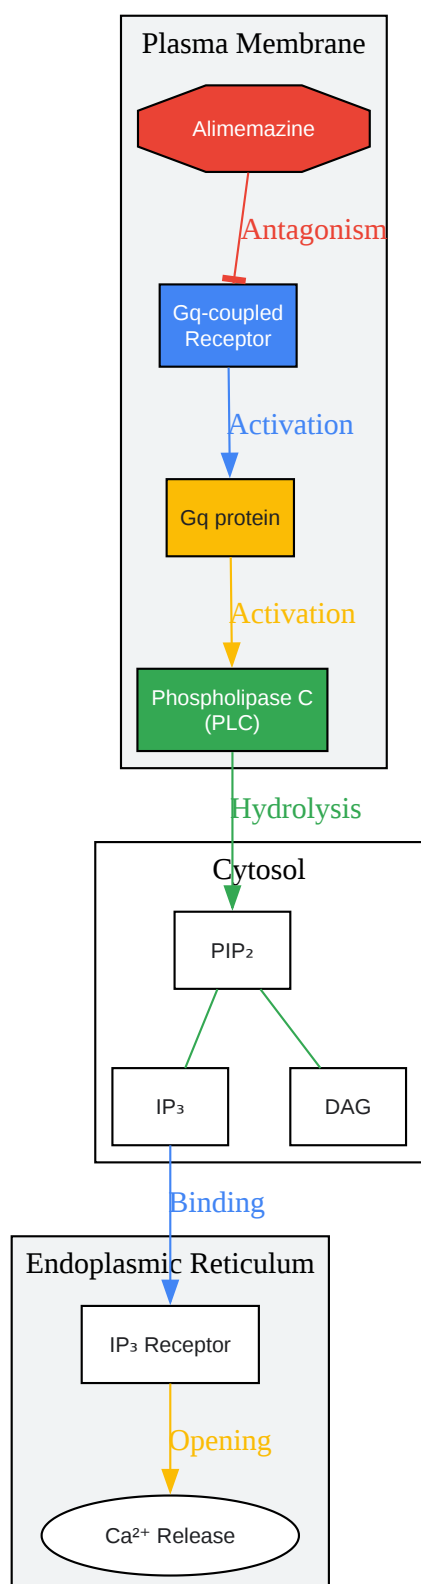 Plasma Membrane
Alimemazine
Antagonism
Gq-coupled
Receptor
Activation
Gq protein
Activation
Phospholipase C
(PLC)
Hydrolysis
Cytosol
PIP₂
IP₃
DAG
Binding
Endoplasmic Reticulum
IP₃ Receptor
Opening
Ca²⁺ Release